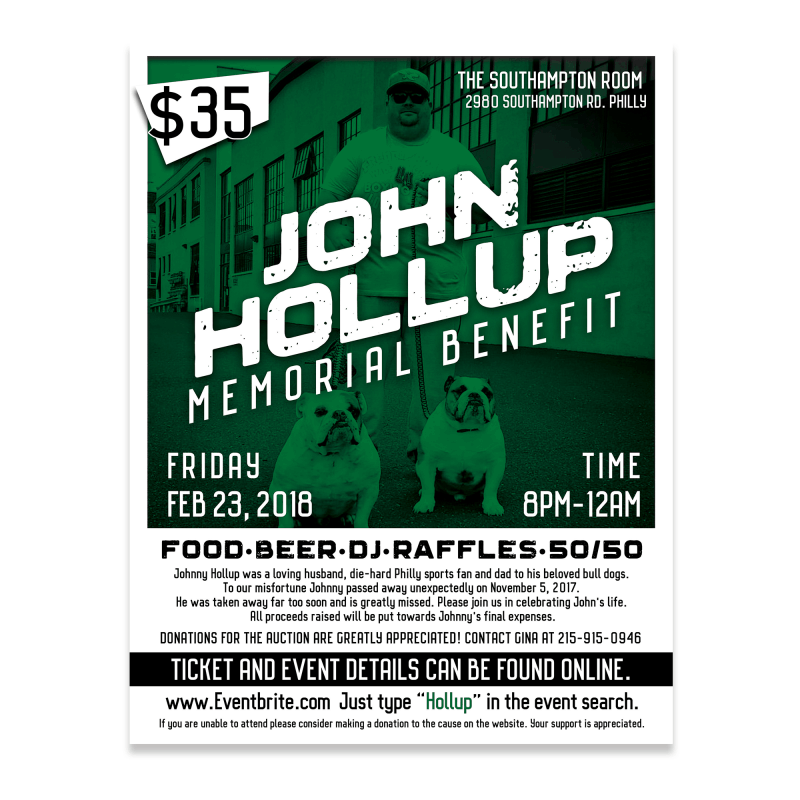 $35
THE SOUTHAMPTON ROOM
2980 SOUTHAMPTON RD. PHILLY
JOHN
HOLLUP
MEMORIAL BENEFIT
FRIDAY
FEB 23, 2018
TIME
8PM-12AM
FOOD•BEER•DJ•RAFFLES•50/50
Johnny Hollup was a loving husband, die-hard Philly sports fan and dad to his beloved bull dogs.
To our misfortune Johnny passed away unexpectedly on November 5, 2017.
He was taken away far too soon and is greatly missed. Please join us in celebrating John's life.
All proceeds raised will be put towards Johnny's final expenses.
DONATIONS FOR THE AUCTION ARE GREATLY APPRECIATED! CONTACT GINA AT 215-915-0946
TICKET AND EVENT DETAILS CAN BE FOUND ONLINE.
www.Eventbrite.com Just type "Hollup" in the event search.
If you are unable to attend please consider making a donation to the cause on the website. Your support is appreciated.